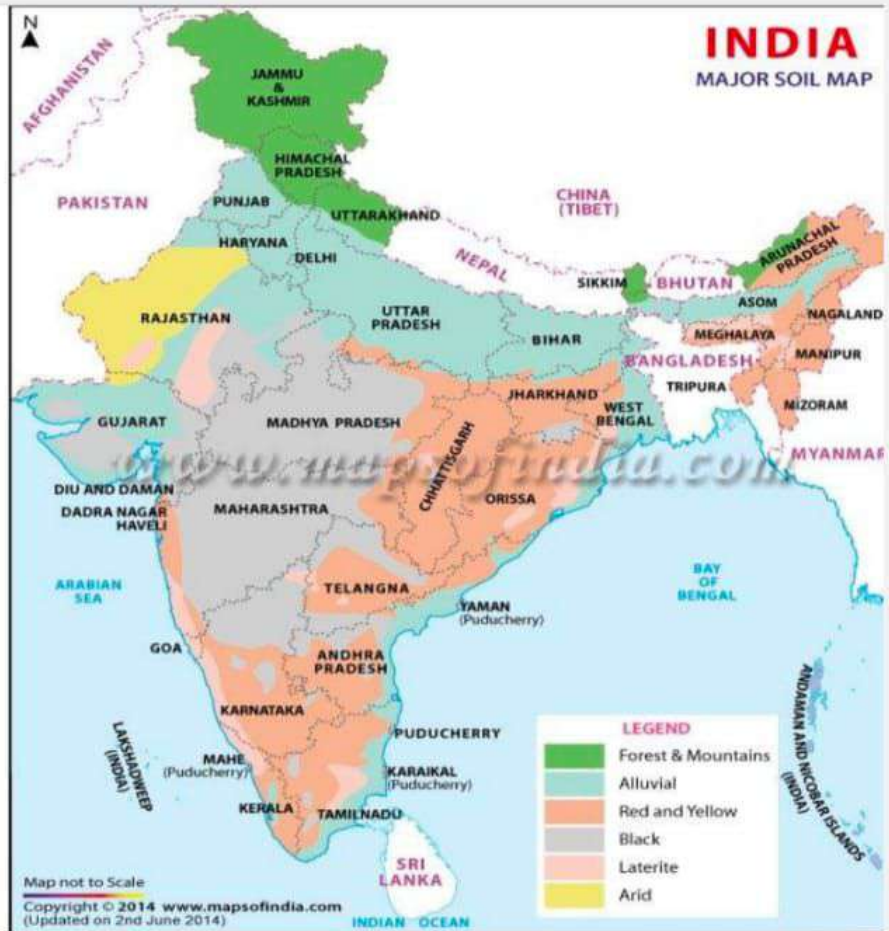 N
INDIA
MAJOR SOIL MAP
AFGHANISTAN
JAMMU
&
KASHMIR
HIMACHAL
PRADESH
PAKISTAN
PUNJAB
UTTARAKHAND
CHINA
(TIBET)
HARYANA
DELHI
NEPAL
SIKKIM
BHUTAN
ARUNACHAL
PRADESH
RAJASTHAN
UTTAR
PRADESH
BIHAR
ASOM
NAGALAND
MEGHALAYA
MANIPUR
BANGLADESH
TRIPURA
MIZORAM
JHARKHAND
WEST
BENGAL
GUJARAT
MADHYA PRADESH
CHHATTISGARH
MYANMAR
www.mapsofindia.com
DIU AND DAMAN
DADRA NAGAR
HAVELI
MAHARASHTRA
ORISSA
ARABIAN
SEA
TELANGNA
BAY
OF
BENGAL
YAMAN
(Puducherry)
GOA
ANDHRA
PRADESH
KARNATAKA
PUDUCHERRY
LAKSHADWEEP
(INDIA)
MAHE
(Puducherry)
KARAIKAL
(Puducherry)
KERALA
TAMILNADU
ANDAMAN AND NICOBAR ISLANDS
(INDIA)
SRI
LANKA
INDIAN OCEAN
LEGEND
Forest & Mountains
Alluvial
Red and Yellow
Black
Laterite
Arid
Map not to Scale
Copyright © 2014 www.mapsofindia.com
(Updated on 2nd June 2014)